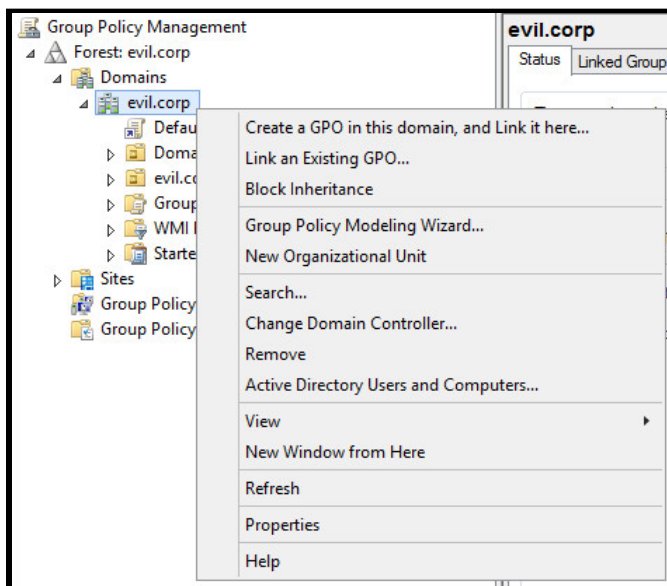 Group Policy Management
Forest: evil.corp
Domains
evil.corp
Defau
Doma
evil.co
Group
WMI
Starte
Sites
Group Policy
Group Policy
evil.corp
Status
Linked Group
Create a GPO in this domain, and Link it here...
Link an Existing GPO...
Block Inheritance
Group Policy Modeling Wizard...
New Organizational Unit
Search...
Change Domain Controller...
Remove
Active Directory Users and Computers...
View
New Window from Here
Refresh
Properties
Help